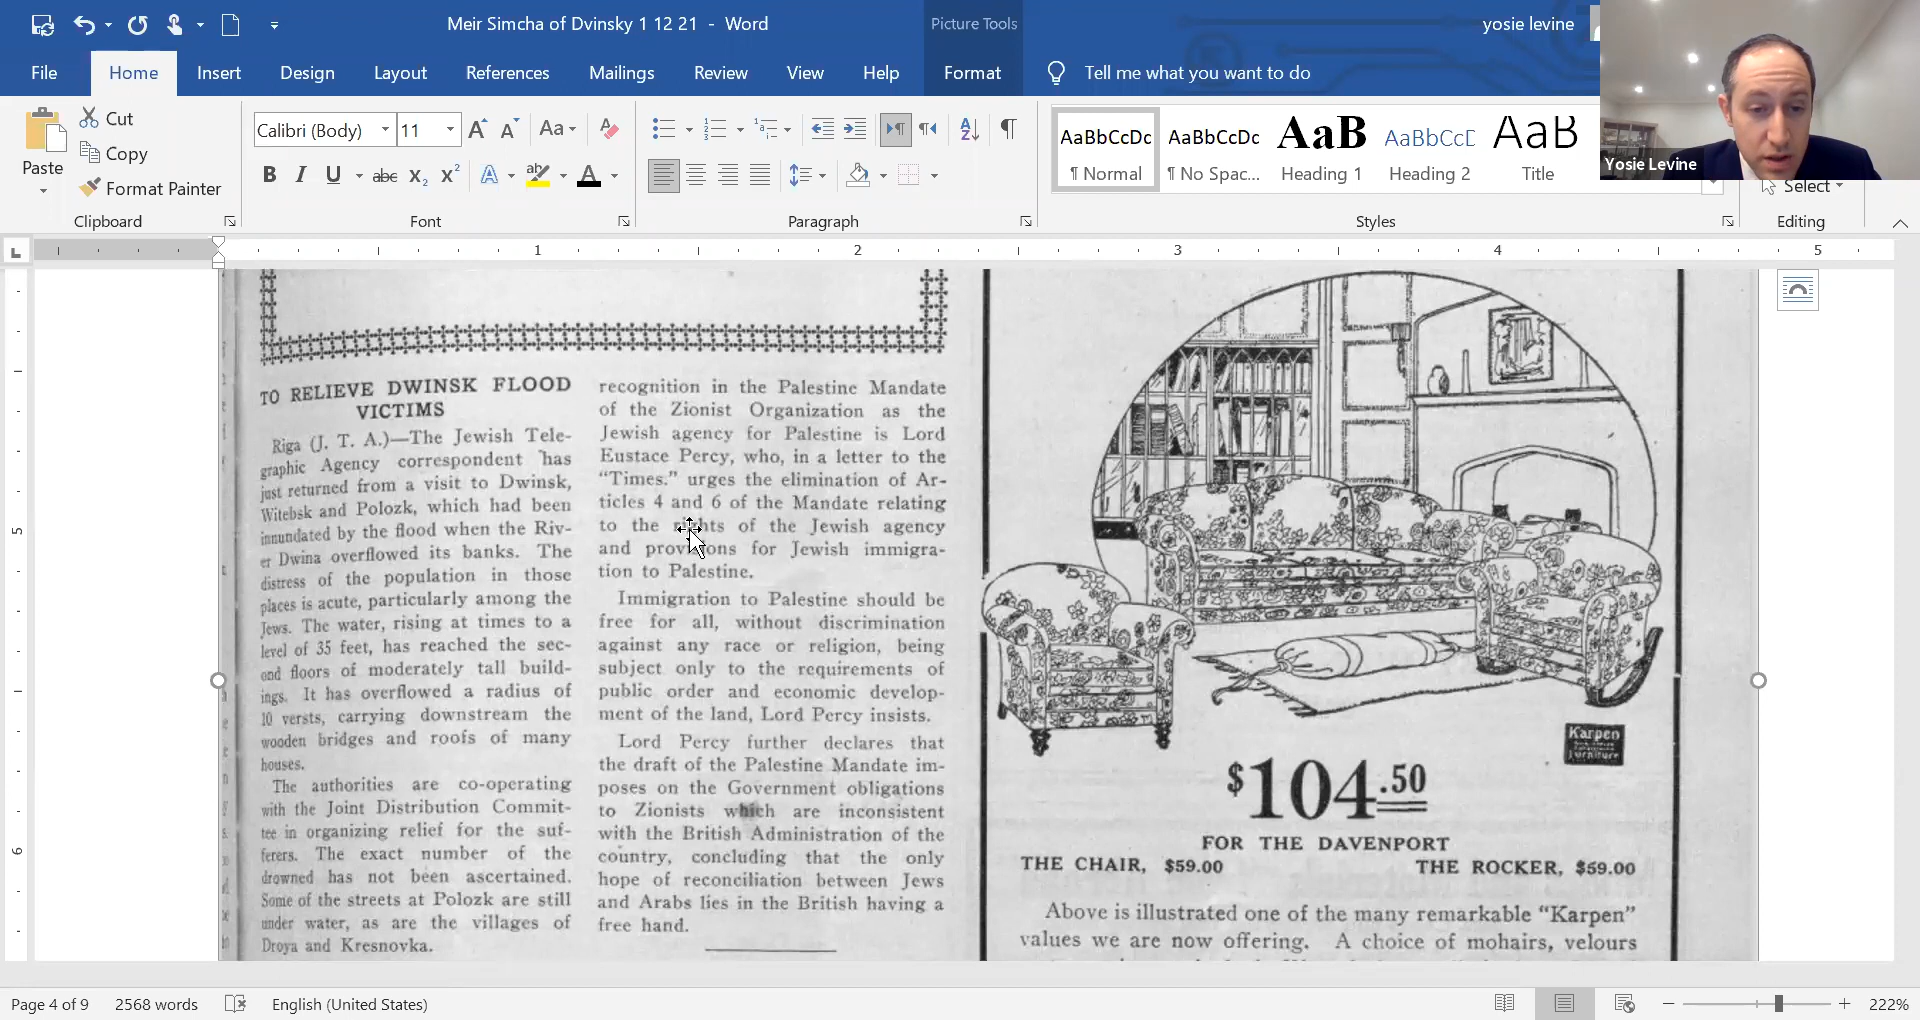 Meir Simcha of Dvinsky 1 12 21 - Word
Picture Tools
yosie levine
File
Home
Insert
Design
Layout
References
Mailings
Review
View
Help
Format
Tell me what you want to do
Paste
Cut
Copy
Format Painter
Clipboard
Calibri (Body)
11
Font
Paragraph
AaBbCcDc
¶ Normal
AaBbCcDc
¶ No Spac...
AaB
Heading 1
AaBbCcD
Heading 2
AaB
Title
Styles
Select
Editing
Yosie Levine
1
2
3
4
5
5
6
TO RELIEVE DWINSK FLOOD
VICTIMS
Riga (J. T. A.)—The Jewish Tele-
graphic Agency correspondent has
just returned from a visit to Dwinsk,
Witebsk and Polozk, which had been
innundated by the flood when the Riv-
er Dwina overflowed its banks. The
distress of the population in those
places is acute, particularly among the
Jews. The water, rising at times to a
level of 35 feet, has reached the sec-
ond floors of moderately tall build-
ings. It has overflowed a radius of
10 versts, carrying downstream the
wooden bridges and roofs of many
houses.
The authorities are co-operating
with the Joint Distribution Commit-
tee in organizing relief for the suf-
ferers. The exact number of the
drowned has not been ascertained.
Some of the streets at Polozk are still
under water, as are the villages of
Droya and Kresnovka.
recognition in the Palestine Mandate
of the Zionist Organization as the
Jewish agency for Palestine is Lord
Eustace Percy, who, in a letter to the
"Times." urges the elimination of Ar-
ticles 4 and 6 of the Mandate relating
to the rights of the Jewish agency
and provisions for Jewish immigra-
tion to Palestine.
Immigration to Palestine should be
free for all, without discrimination
against any race or religion, being
subject only to the requirements of
public order and economic develop-
ment of the land, Lord Percy insists.
Lord Percy further declares that
the draft of the Palestine Mandate im-
poses on the Government obligations
to Zionists which are inconsistent
with the British Administration of the
country, concluding that the only
hope of reconciliation between Jews
and Arabs lies in the British having a
free hand.
Karpen
Furniture
$104.50
FOR THE DAVENPORT
THE CHAIR, $59.00
THE ROCKER, $59.00
Above is illustrated one of the many remarkable "Karpen"
values we are now offering. A choice of mohairs, velours
Page 4 of 9
2568 words
English (United States)
222%